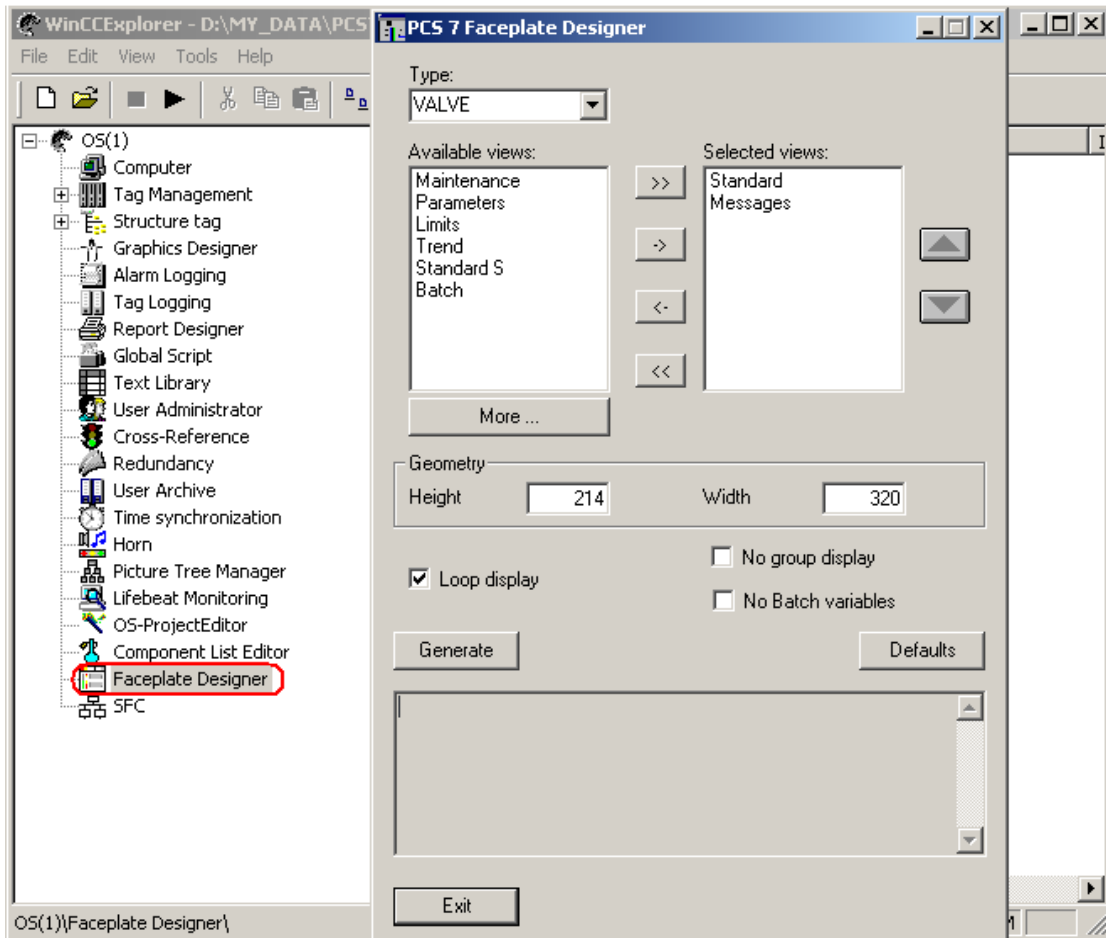 WinCCExplorer - D:\MY_DATA\PCS
File Edit View Tools Help
OS(1)
Computer
Tag Management
Structure tag
Graphics Designer
Alarm Logging
Tag Logging
Report Designer
Global Script
Text Library
User Administrator
Cross-Reference
Redundancy
User Archive
Time synchronization
Horn
Picture Tree Manager
Lifebeat Monitoring
OS-ProjectEditor
Component List Editor
Faceplate Designer
SFC
OS(1)\Faceplate Designer\
PCS 7 Faceplate Designer
Type:
VALVE
Available views:
Maintenance
Parameters
Limits
Trend
Standard S
Batch
More ...
>>
->
<-
<<
Selected views:
Standard
Messages
Geometry
Height 214 Width 320
Loop display
No group display
No Batch variables
Generate Defaults
Exit